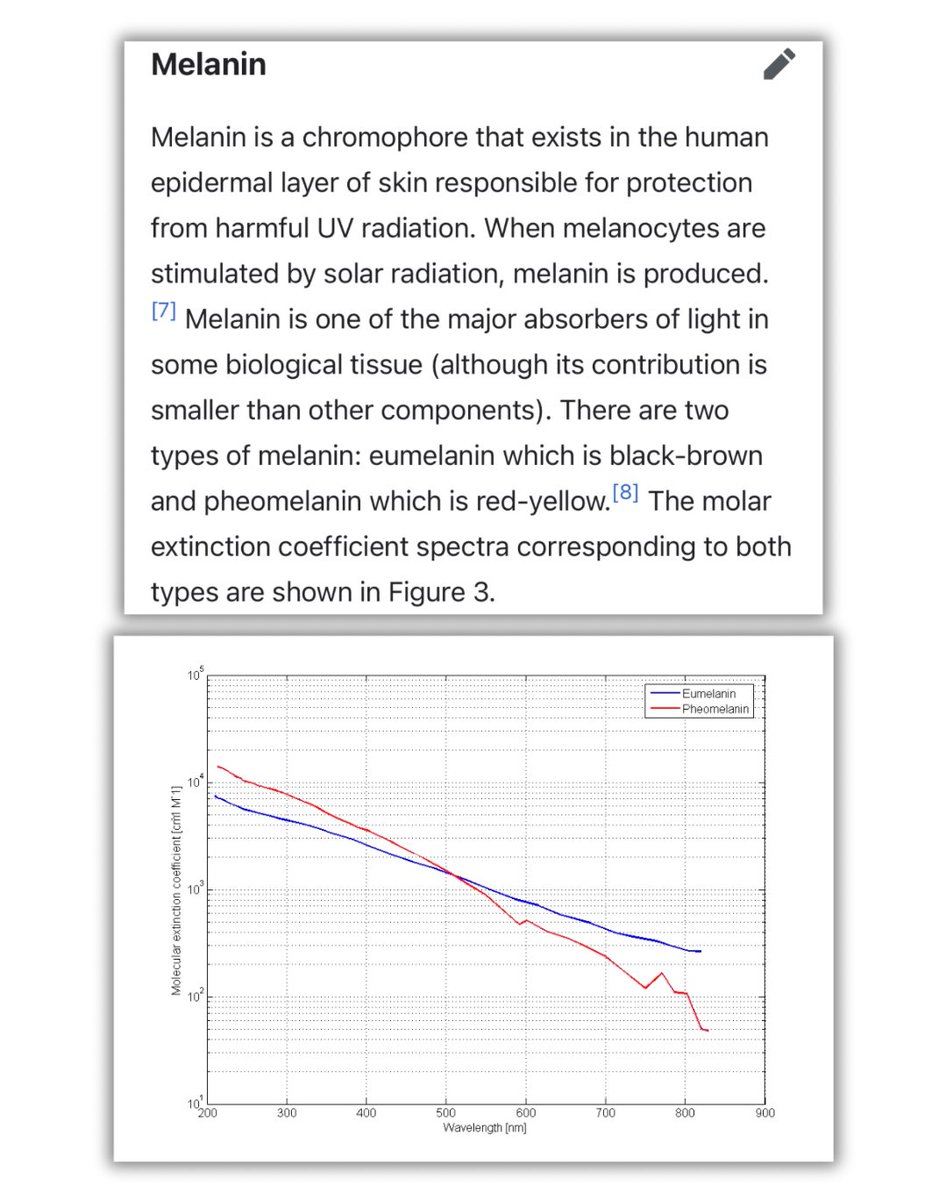 Melanin
Melanin is a chromophore that exists in the human
epidermal layer of skin responsible for protection
from harmful UV radiation. When melanocytes are
stimulated by solar radiation, melanin is produced.
[7] Melanin is one of the major absorbers of light in
some biological tissue (although its contribution is
smaller than other components). There are two
types of melanin: eumelanin which is black-brown
and pheomelanin which is red-yellow.[8] The molar
extinction coefficient spectra corresponding to both
types are shown in Figure 3.
Eumelanin
Pheomelanin
10^5
10^4
10^3
10^2
10^1
Molecular extinction coefficient
200 300 400 500 600 700 800 900
Wavelength [nm]